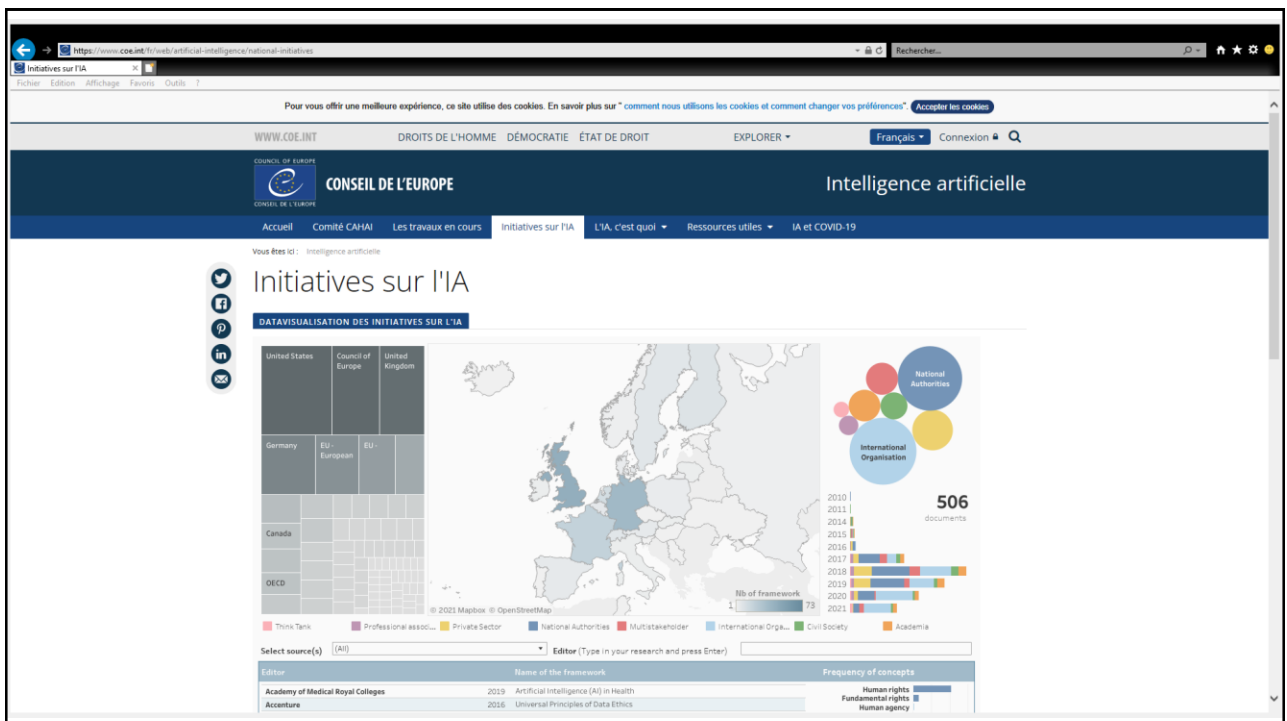 https://www.coe.int/fr/web/artificial-intelligence/national-initiatives
Rechercher...
Initiatives sur l'IA
Fichier Edition Affichage Favoris Outils ?
Pour vous offrir une meilleure expérience, ce site utilise des cookies. En savoir plus sur " comment nous utilisons les cookies et comment changer vos préférences". Accepter les cookies
WWW.COE.INT DROITS DE L'HOMME DÉMOCRATIE ÉTAT DE DROIT EXPLORER Français Connexion
COUNCIL OF EUROPE
CONSEIL DE L'EUROPE
CONSEIL DE L'EUROPE
Intelligence artificielle
Accueil Comité CAHAI Les travaux en cours Initiatives sur l'IA L'IA, c'est quoi Ressources utiles IA et COVID-19
Vous êtes ici : Intelligence artificielle
Initiatives sur l'IA
DATAVISUALISATION DES INITIATIVES SUR L'IA
United States
Council of Europe
United Kingdom
Germany
EU - European
EU -
Canada
OECD
© 2021 Mapbox © OpenStreetMap
Nb of framework
1 73
National Authorities
International Organisation
506
documents
2010
2011
2014
2015
2016
2017
2018
2019
2020
2021
Think Tank Professional associ... Private Sector National Authorities Multistakeholder International Orga... Civil Society Academia
Select source(s) (All) Editor (Type in your research and press Enter)
Editor Name of the framework Frequency of concepts
Academy of Medical Royal Colleges 2019 Artificial Intelligence (AI) in Health
Accenture 2016 Universal Principles of Data Ethics
Human rights
Fundamental rights
Human agency